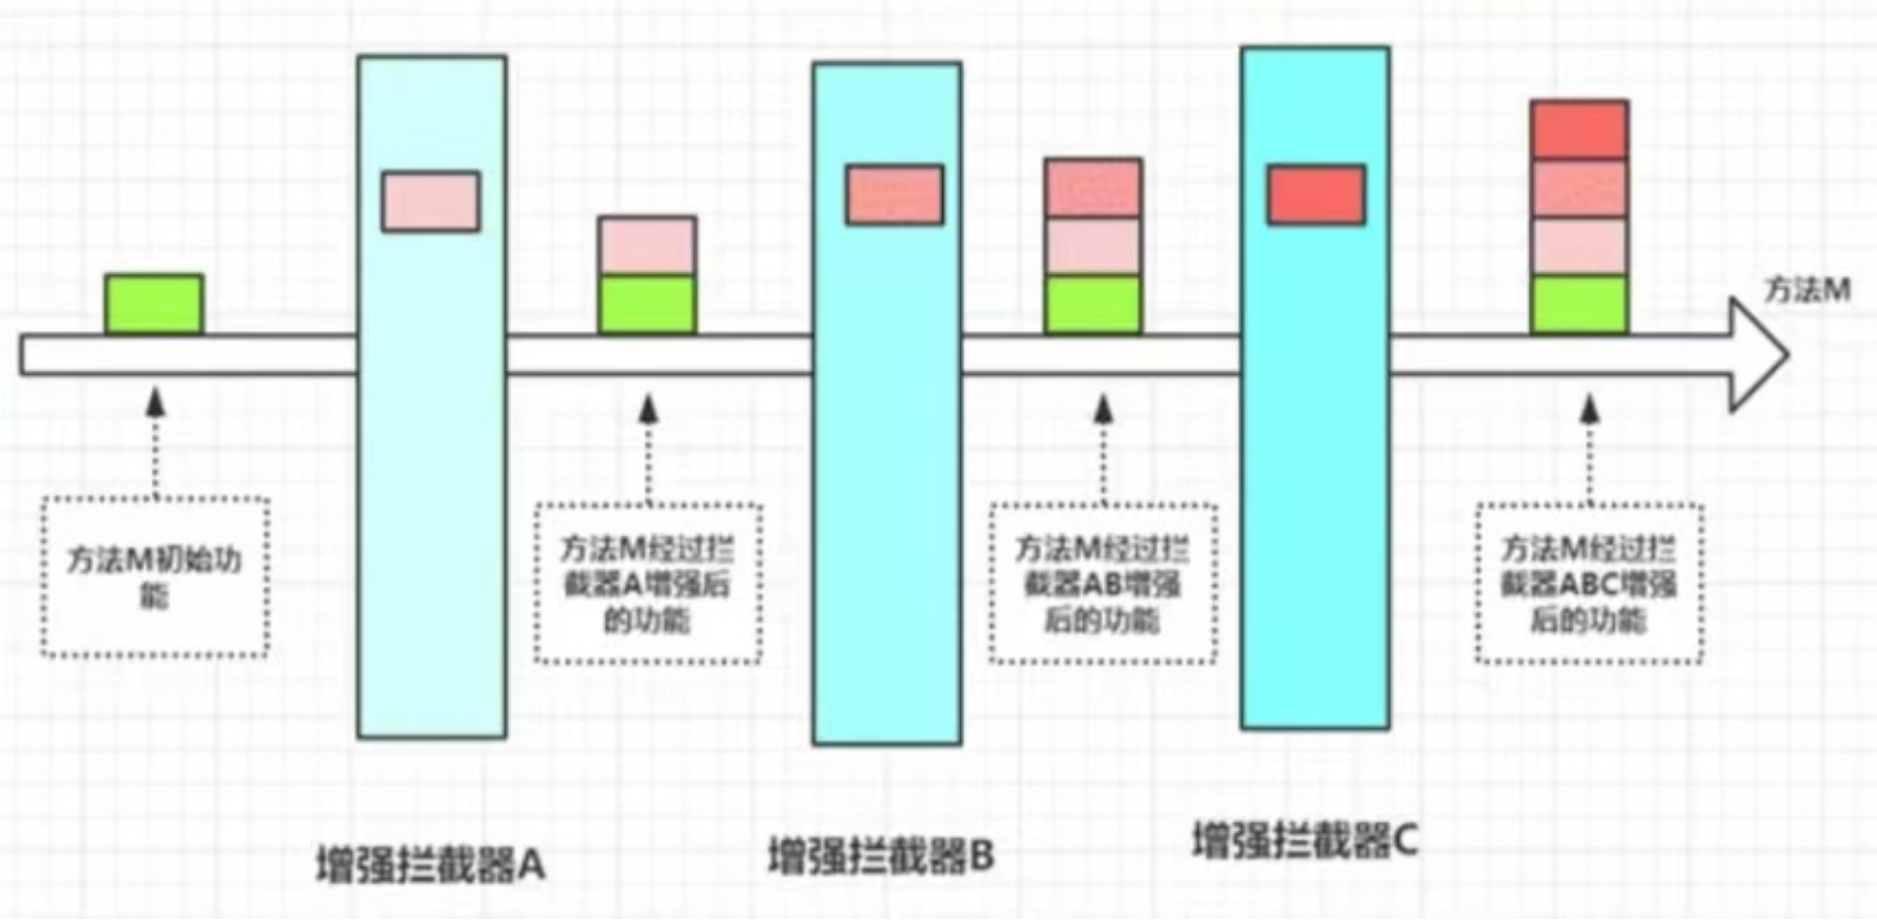 方法M
方法M初始功
能
方法M经过拦
截器A增强后
的功能
方法M经过拦
截器AB增强
后的功能
方法M经过拦
截器ABC增强
后的功能
增强拦截器A
增强拦截器B
增强拦截器C